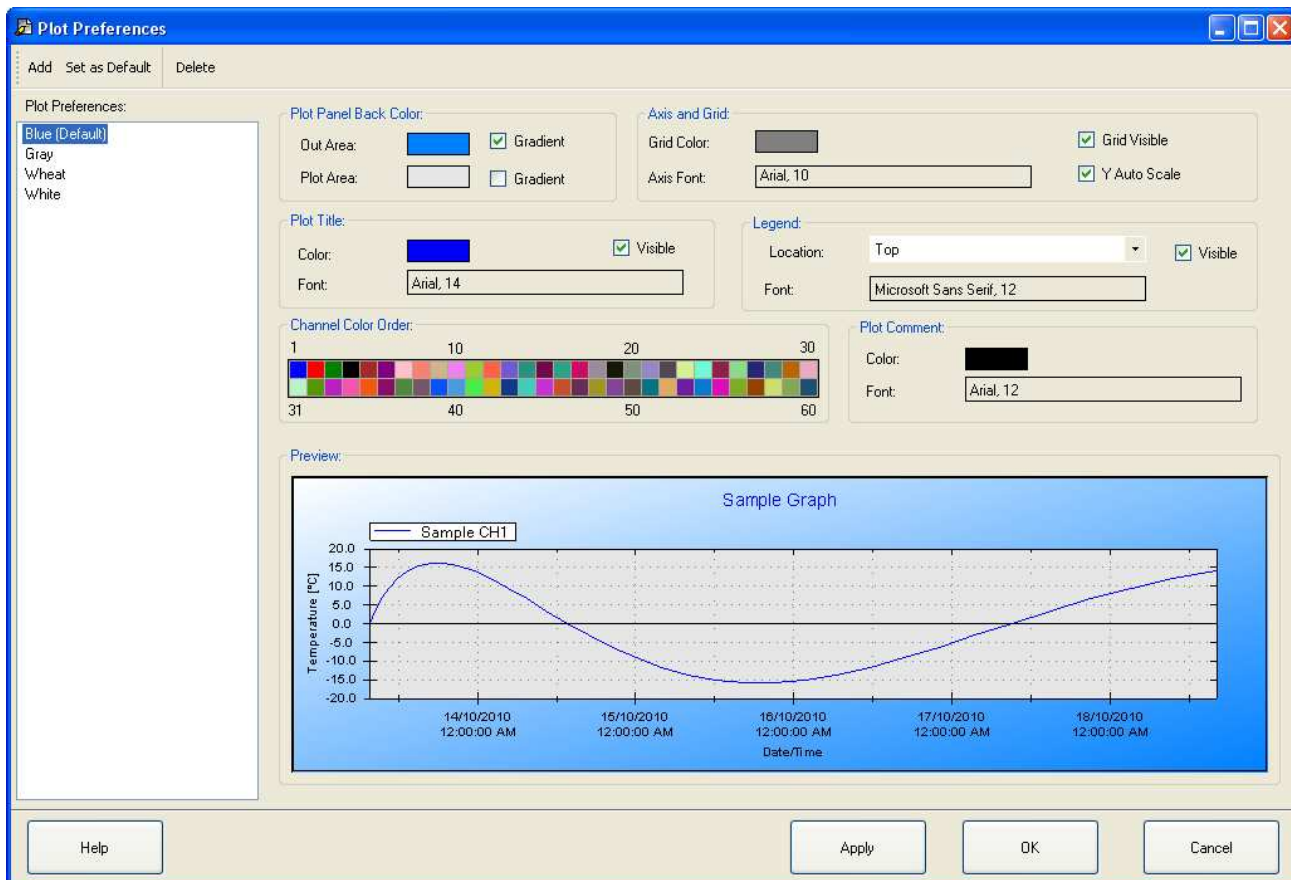 Plot Preferences
Add Set as Default Delete
Plot Preferences:
Blue (Default)
Gray
Wheat
White
Plot Panel Back Color:
Out Area: Gradient
Plot Area: Gradient
Axis and Grid:
Grid Color: Grid Visible
Axis Font: Arial, 10 Y Auto Scale
Plot Title:
Color: Visible
Font: Arial, 14
Legend:
Location: Top Visible
Font: Microsoft Sans Serif, 12
Channel Color Order:
1 10 20 30
31 40 50 60
Plot Comment:
Color:
Font: Arial, 12
Preview:
Sample Graph
Sample CH1
Temperature [°C]
20.0
15.0
10.0
5.0
0.0
-5.0
-10.0
-15.0
-20.0
14/10/2010 15/10/2010 16/10/2010 17/10/2010 18/10/2010
12:00:00 AM 12:00:00 AM 12:00:00 AM 12:00:00 AM 12:00:00 AM
Date/Time
Help Apply OK Cancel